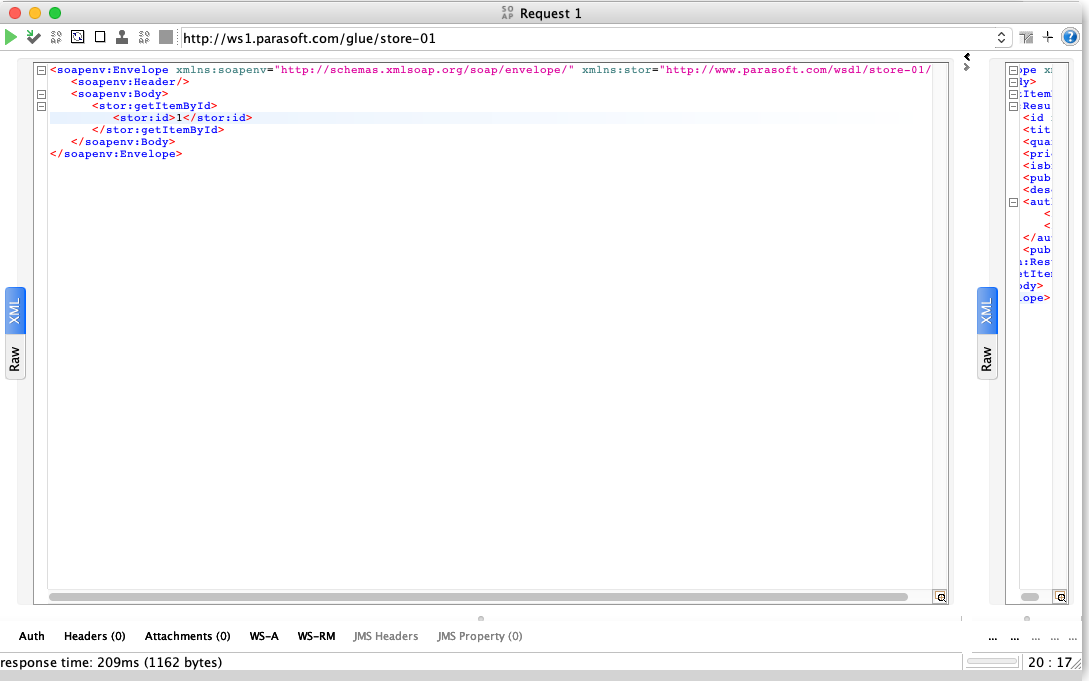 SO AP Request 1
SO AP SO AP http://ws1.parasoft.com/glue/store-01 ?
<soapenv:Envelope xmlns:soapenv="http://schemas.xmlsoap.org/soap/envelope/" xmlns:stor="http://www.parasoft.com/wsdl/store-01/
<soapenv:Header/>
<soapenv:Body>
<stor:getItemById>
<stor:id>1</stor:id>
</stor:getItemById>
</soapenv:Body>
</soapenv:Envelope>
XML
Raw
ope x
dy>
:Item
Resu
<id i
<tit
<qua
<pri
<isb
<pub
<des
<aut
<
<
</au
<pub
n:Res
etIte
ody>
lope>
XML
Raw
Auth Headers (0) Attachments (0) WS-A WS-RM JMS Headers JMS Property (0) ... ... ... ... ...
response time: 209ms (1162 bytes) 20 : 17